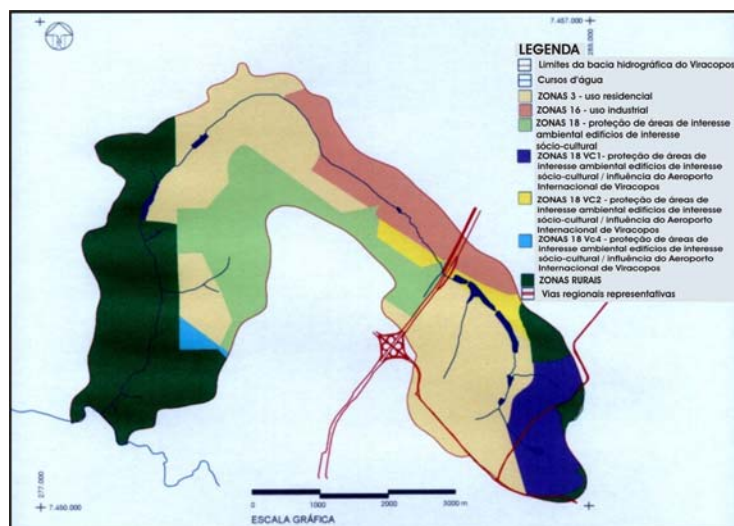 7.487.000
277.000
288.000
LEGENDA
Limites da bacia hidrográfica do Viracopos
Cursos d'água
ZONAS 3 - uso residencial
ZONAS 16 - uso industrial
ZONAS 18 - proteção de áreas de interesse
ambiental edifícios de interesse
sócio-cultural
ZONAS 18 VC1- proteção de áreas de
interesse ambiental edifícios de interesse
sócio-cultural / influência do Aeroporto
Internacional de Viracopos
ZONAS 18 VC2 - proteção de áreas de
interesse ambiental edifícios de interesse
sócio-cultural / influência do Aeroporto
Internacional de Viracopos
ZONAS 18 Vc4 - proteção de áreas de
interesse ambiental edifícios de interesse
sócio-cultural / influência do Aeroporto
Internacional de Viracopos
ZONAS RURAIS
Vias regionais representativas
277.000
7.480.000
0
1000
2000
3000 m
ESCALA GRÁFICA